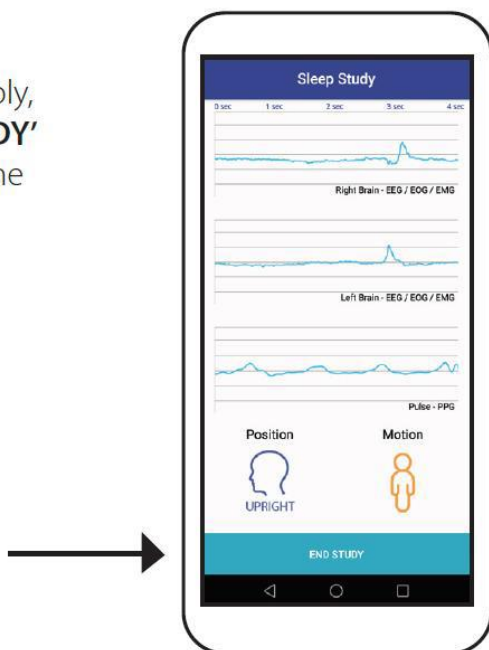 oly,
DY’
ne
Sleep Study
0 sec 1 sec 2 sec 3 sec 4 sec
Right Brain - EEG / EOG / EMG
Left Brain - EEG / EOG / EMG
Pulse - PPG
Position Motion
UPRIGHT
END STUDY